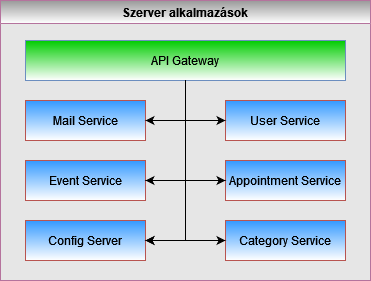 Szerver alkalmazások
API Gateway
Mail Service
User Service
Event Service
Appointment Service
Config Server
Category Service